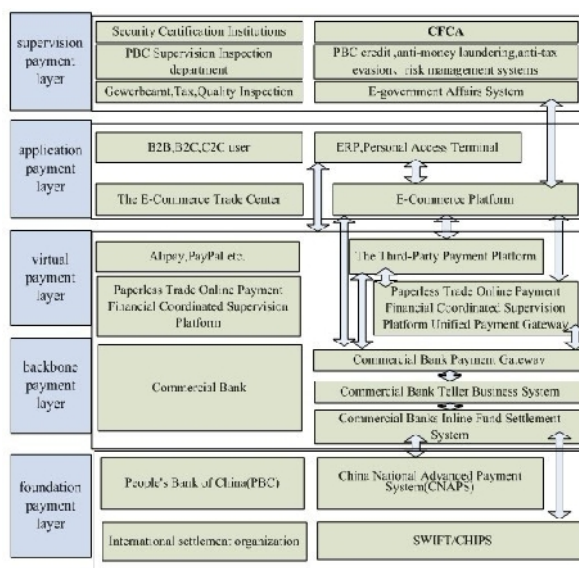 supervision
payment
layer
Security Certification Institutions
CFCA
PBC Supervision Inspection
department
PBC credit ,anti-money laundering,anti-tax
evasion、risk management systems
Gewerbeamt,Tax,Quality Inspection
E-government Affairs System
application
payment
layer
B2B,B2C,C2C user
ERP,Personal Access Terminal
The E-Commerce Trade Center
E-Commerce Platform
virtual
payment
layer
Alipay,PayPal etc.
The Third-Party Payment Platform
Paperless Trade Online Payment
Financial Coordinated Supervision
Platform
Paperless Trade Online Payment
Financial Coordinated Supervision
Platform Unified Payment Gateway
backbone
payment
layer
Commercial Bank
Commercial Bank Payment Gateway
Commercial Bank Teller Business System
Commercial Banks Inline Fund Settlement
System
foundation
payment
layer
People's Bank of China(PBC)
China National Advanced Payment
System(CNAPS)
International settlement organization
SWIFT/CHIPS